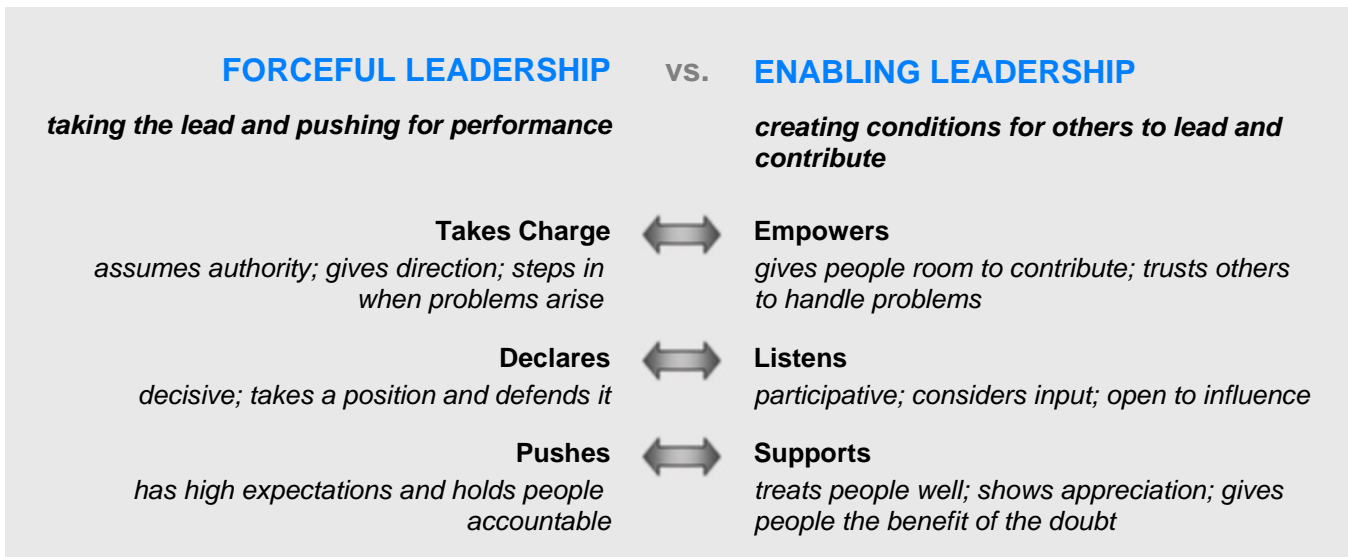 FORCEFUL LEADERSHIP vs. ENABLING LEADERSHIP
taking the lead and pushing for performance
creating conditions for others to lead and
contribute
Takes Charge
assumes authority; gives direction; steps in
when problems arise
Empowers
gives people room to contribute; trusts others
to handle problems
Declares
decisive; takes a position and defends it
Listens
participative; considers input; open to influence
Pushes
has high expectations and holds people
accountable
Supports
treats people well; shows appreciation; gives
people the benefit of the doubt